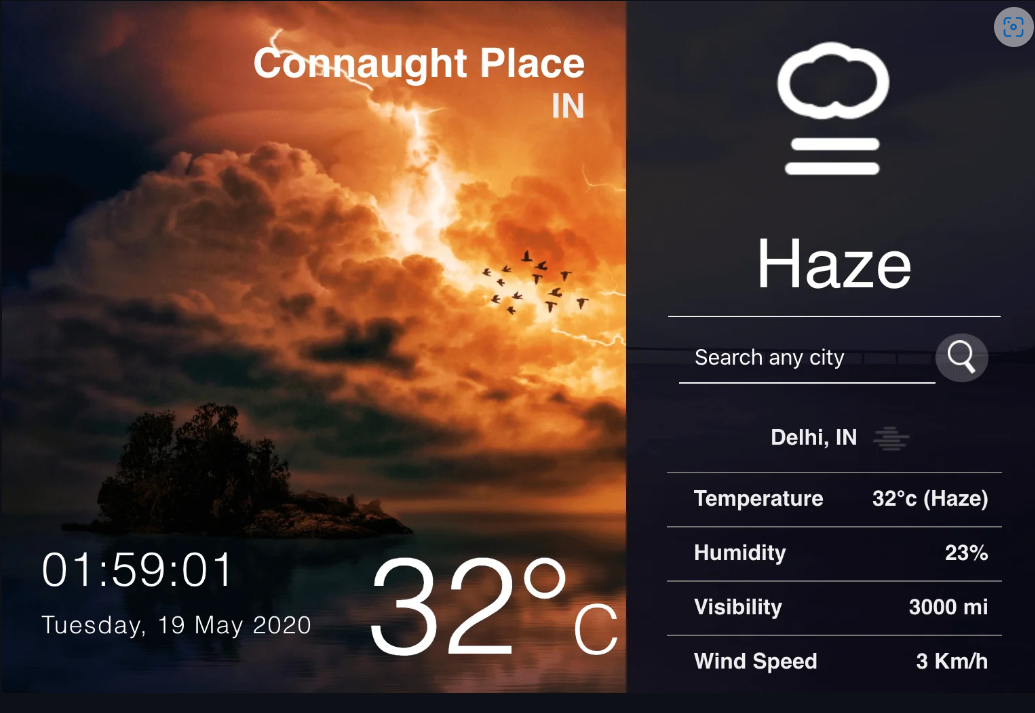 Connaught Place
IN
01:59:01
Tuesday, 19 May 2020
32°C
Haze
Search any city
Delhi, IN
Temperature 32°c (Haze)
Humidity 23%
Visibility 3000 mi
Wind Speed 3 Km/h